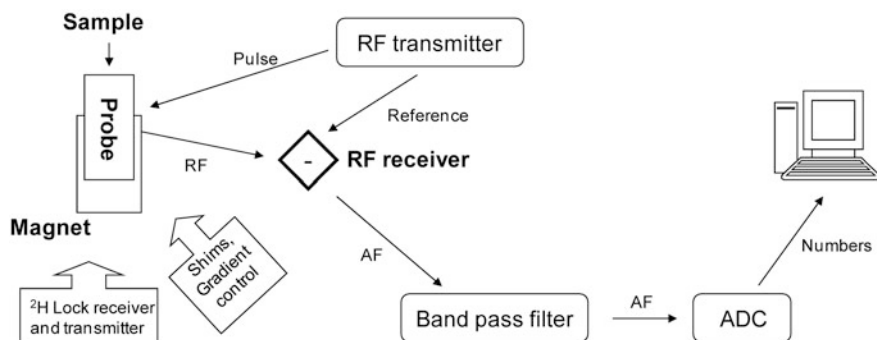 Sample
RF transmitter
Pulse
Probe
Reference
RF
-
RF receiver
Magnet
Shims,
Gradient
control
AF
Numbers
²H Lock receiver
and transmitter
Band pass filter
AF
ADC